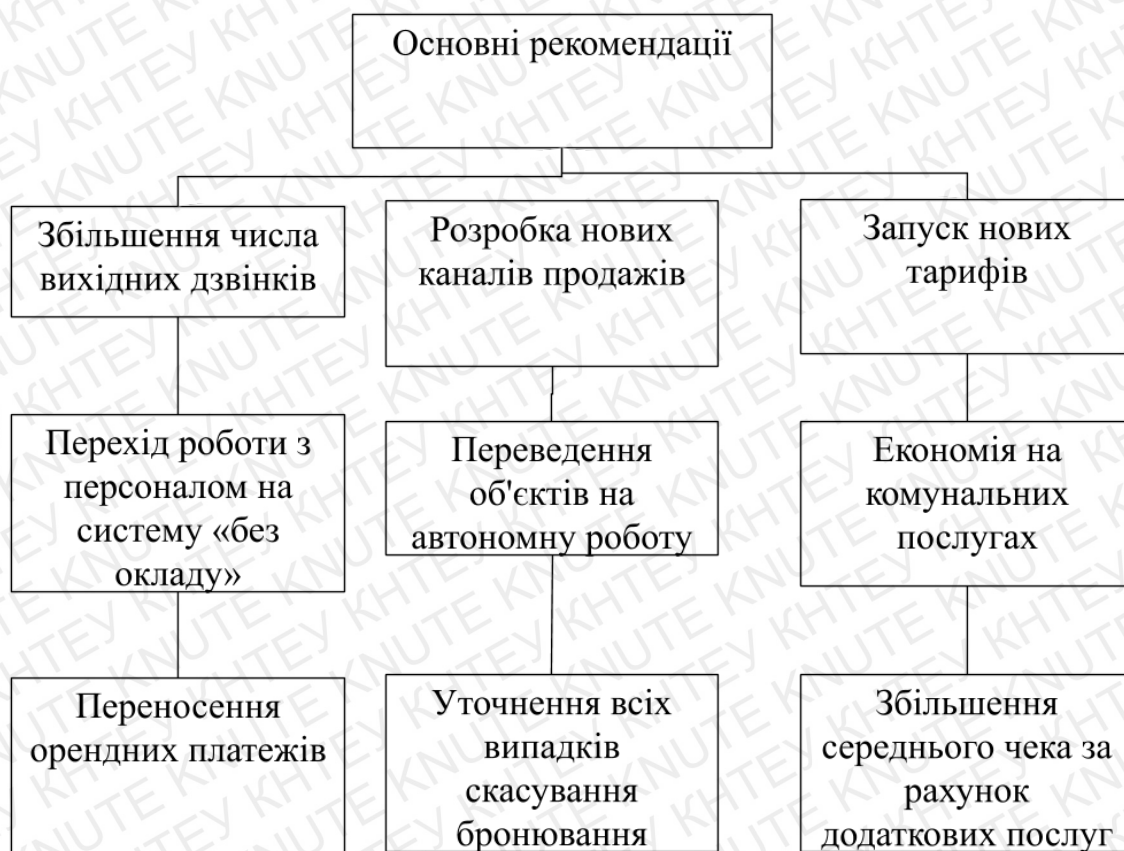 Основні рекомендації
Збільшення числа
вихідних дзвінків
Розробка нових
каналів продажів
Запуск нових
тарифів
Перехід роботи з
персоналом на
систему «без
окладу»
Переведення
об'єктів на
автономну роботу
Економія на
комунальних
послугах
Переносення
орендних платежів
Уточнення всіх
випадків
скасування
бронювання
Збільшення
середнього чека за
рахунок
додаткових послуг